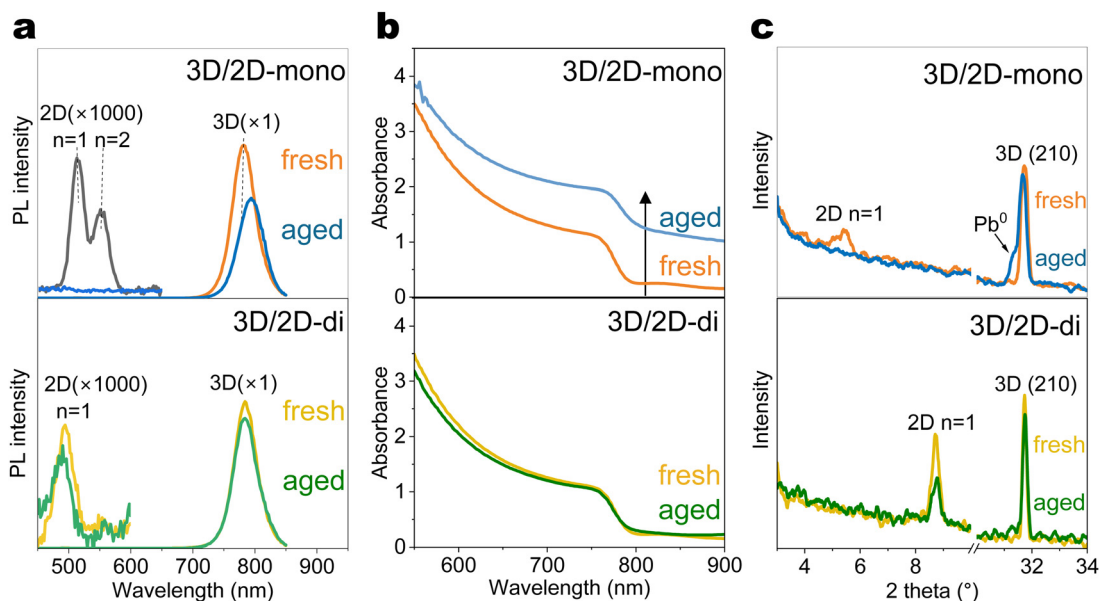 a
3D/2D-mono
2D(×1000)
n=1 n=2
3D(×1)
fresh
aged
PL intensity
3D/2D-di
2D(×1000)
n=1
3D(×1)
fresh
aged
PL intensity
500 600 700 800 900
Wavelength (nm)
b
3D/2D-mono
4
3
2
1
0
aged
fresh
Absorbance
3D/2D-di
4
3
2
1
0
fresh
aged
Absorbance
600 700 800 900
Wavelength (nm)
c
3D/2D-mono
3D (210)
2D n=1
Pb⁰
fresh
aged
Intensity
3D/2D-di
3D (210)
2D n=1
fresh
aged
Intensity
4 6 8 10 32 34
2 theta (°)